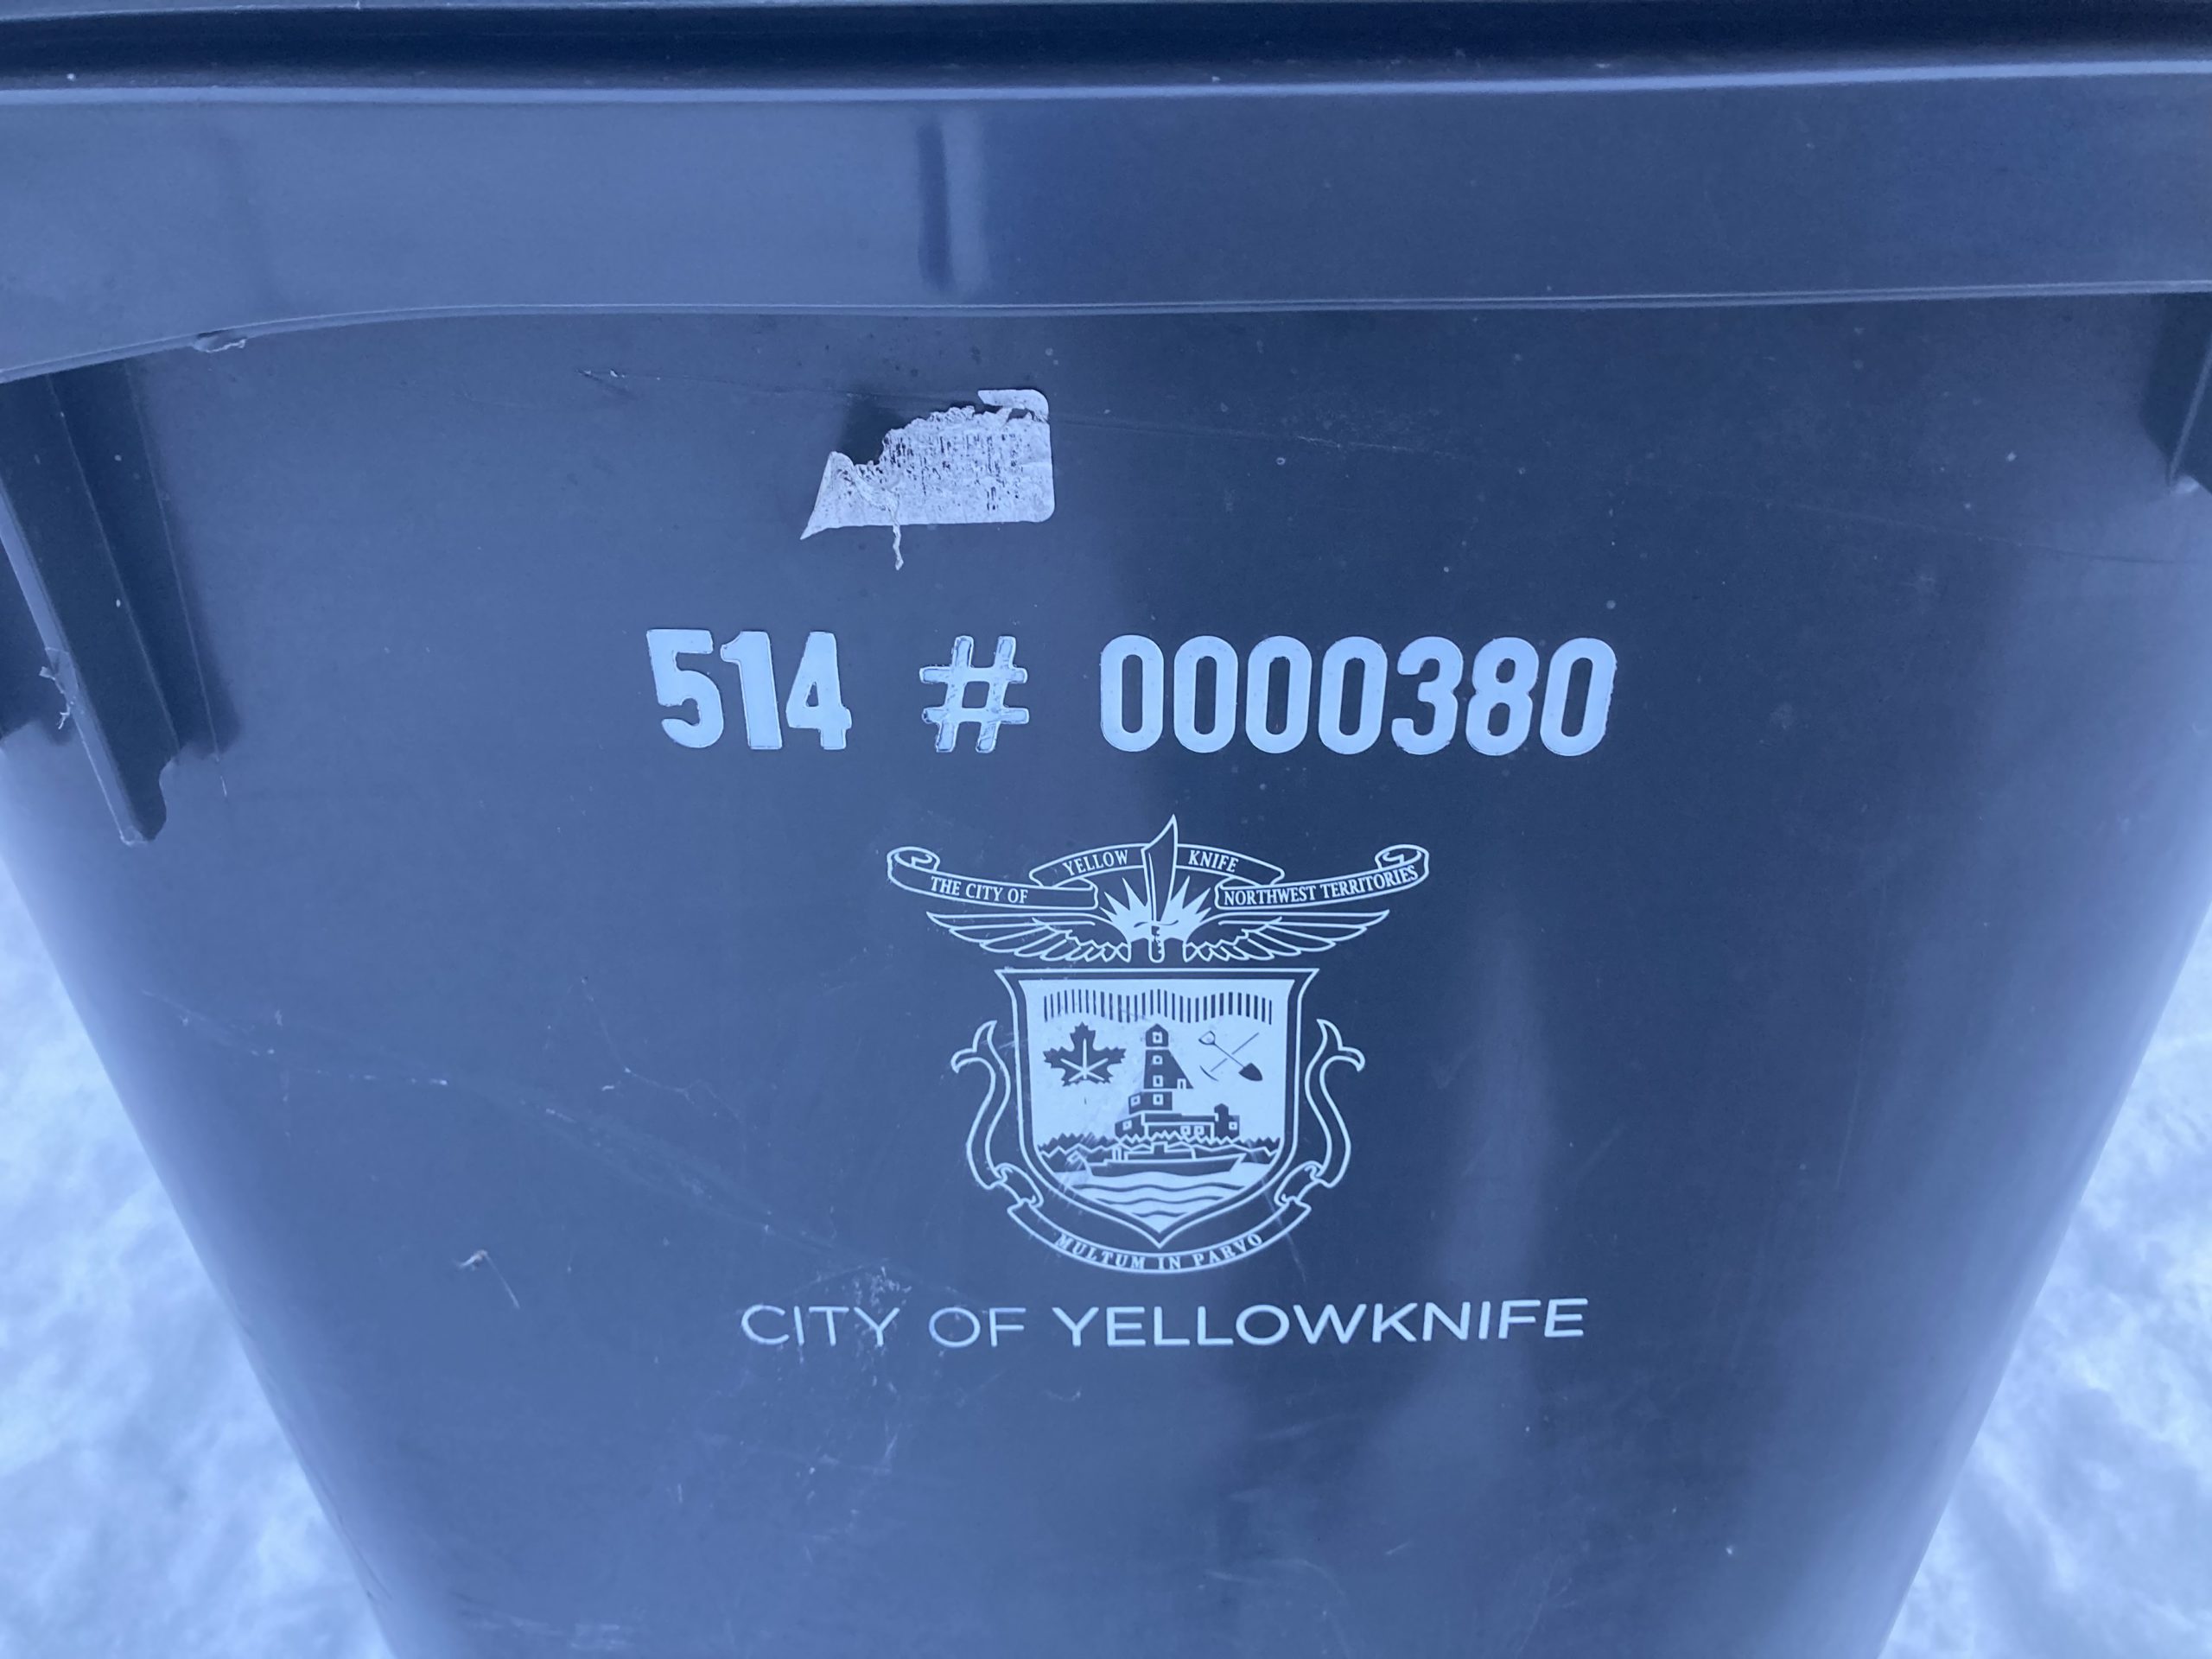 514 # 0000380
YELLOW KNIFE
THE CITY OF NORTHWEST TERRITORIES
MULTUM IN PARVO
CITY OF YELLOWKNIFE